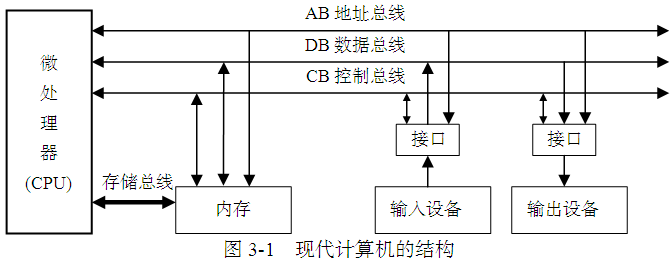 AB 地址总线
DB 数据总线
CB 控制总线
微
处
理
器
(CPU)
存储总线
接口
接口
内存
输入设备
输出设备
图 3-1 现代计算机的结构